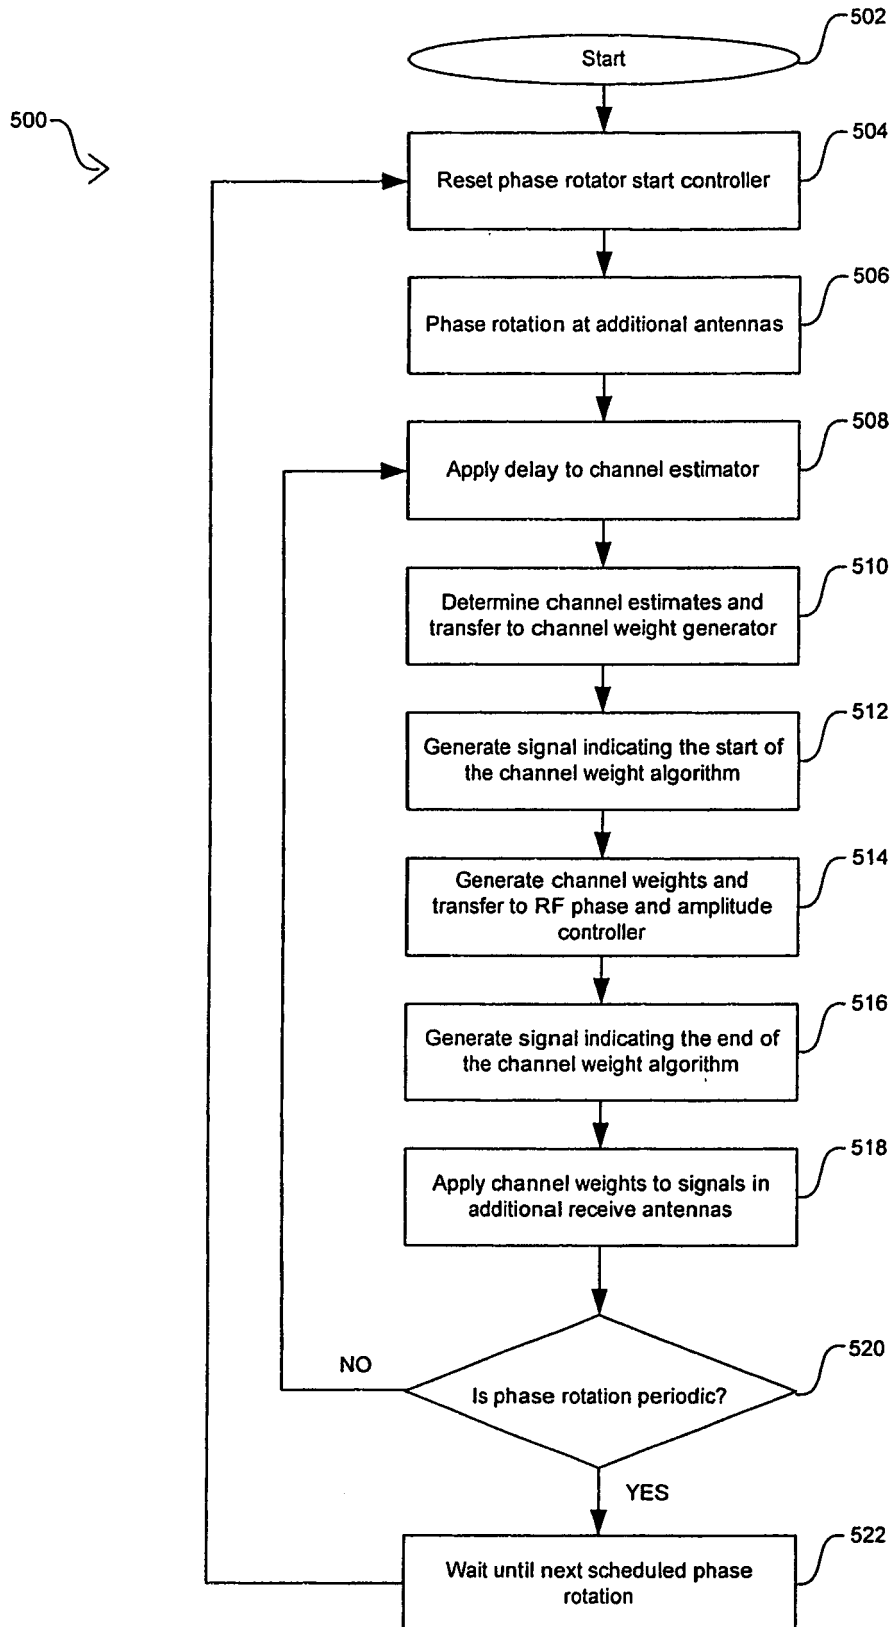 502
Start
500
504
Reset phase rotator start controller
506
Phase rotation at additional antennas
508
Apply delay to channel estimator
510
Determine channel estimates and
transfer to channel weight generator
512
Generate signal indicating the start of
the channel weight algorithm
514
Generate channel weights and
transfer to RF phase and amplitude
controller
516
Generate signal indicating the end of
the channel weight algorithm
518
Apply channel weights to signals in
additional receive antennas
520
NO
Is phase rotation periodic?
YES
522
Wait until next scheduled phase
rotation